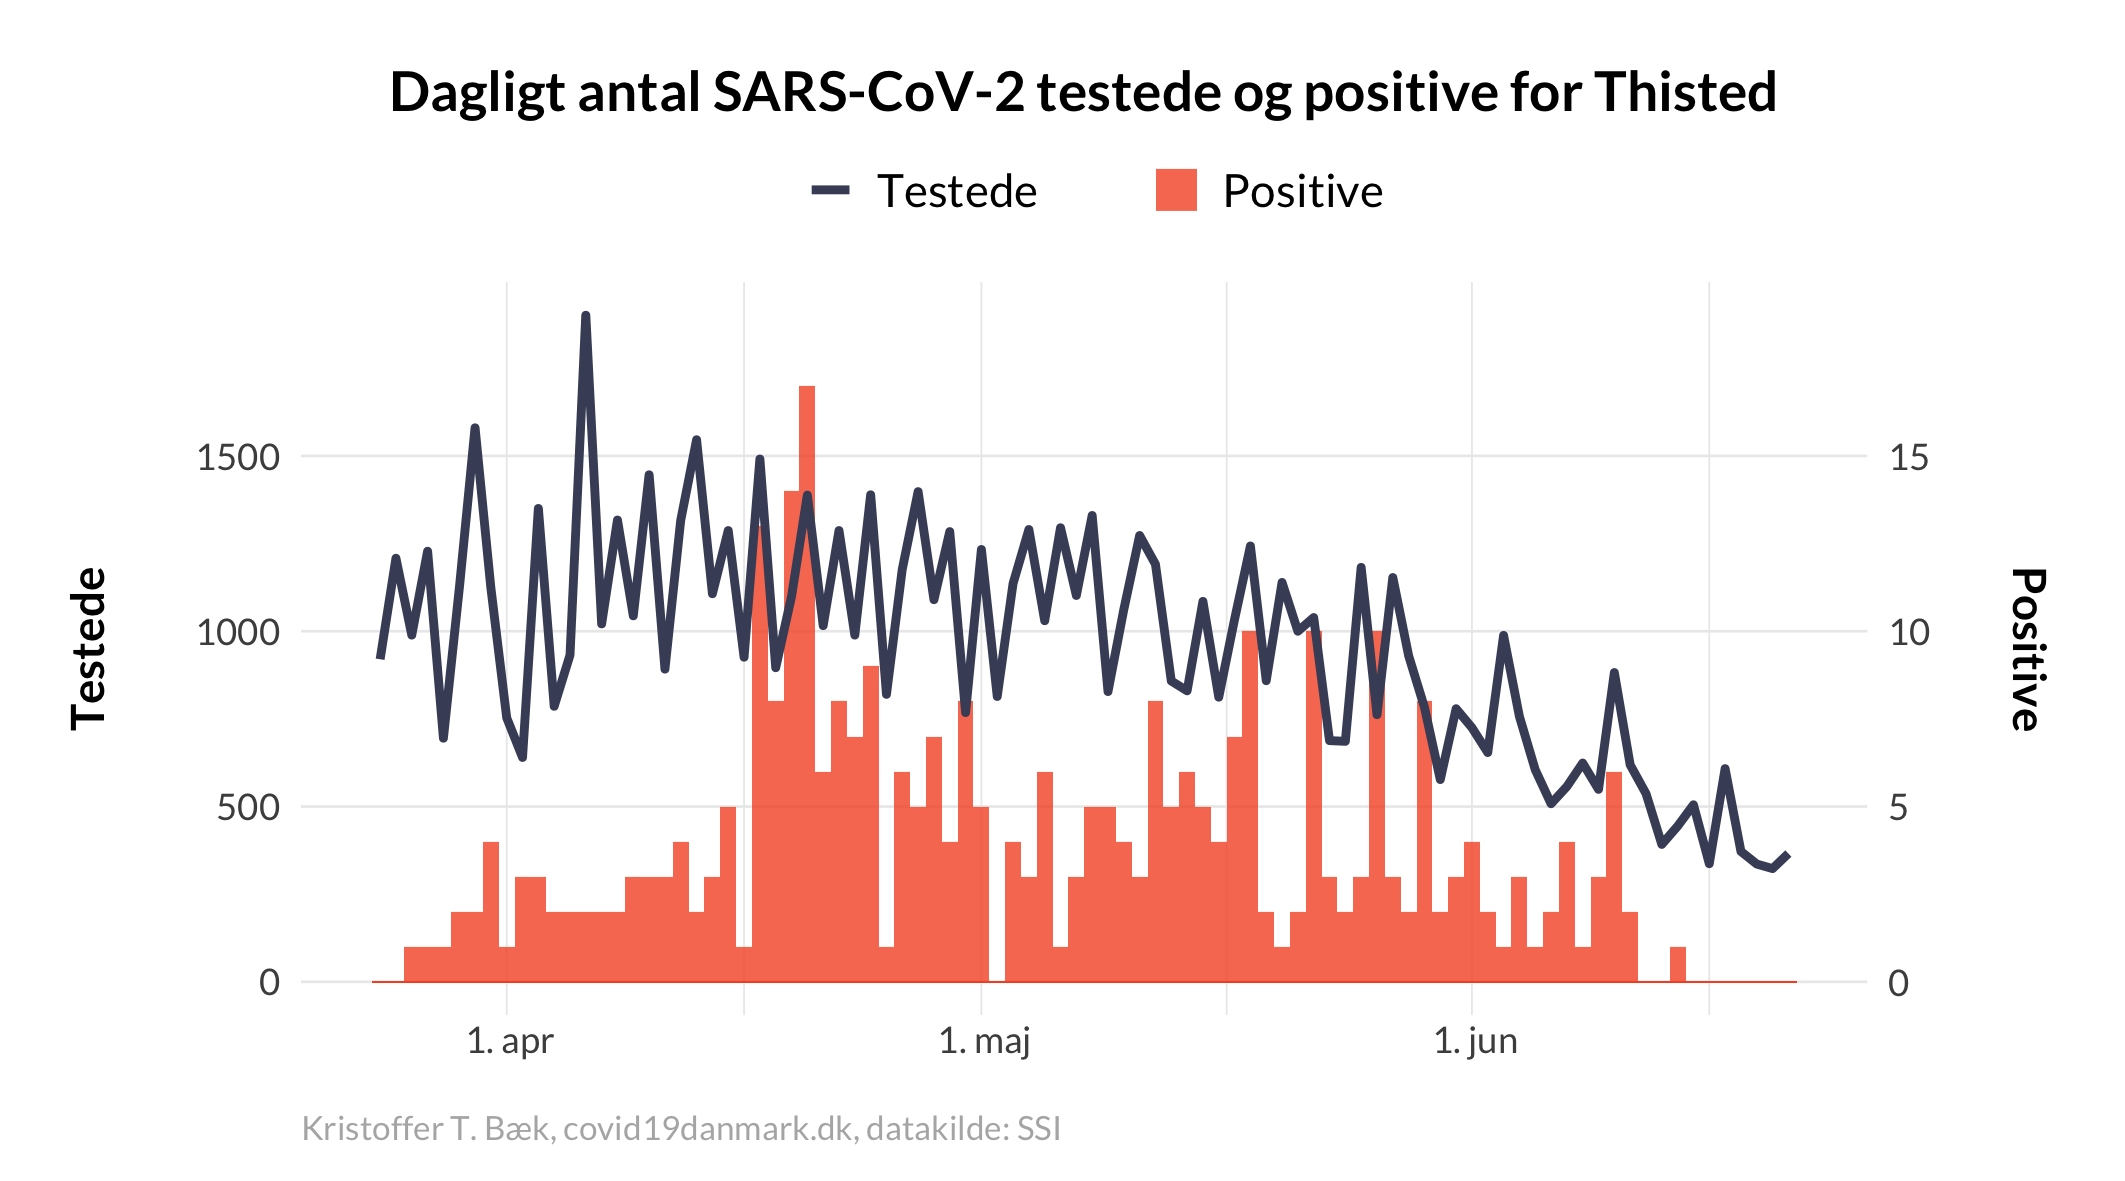 Dagligt antal SARS-CoV-2 testede og positive for Thisted
Testede
Positive
Testede
1500
1000
500
0
15
10
5
0
Positive
1. apr
1. maj
1. jun
Kristoffer T. Bæk, covid19danmark.dk, datakilde: SSI